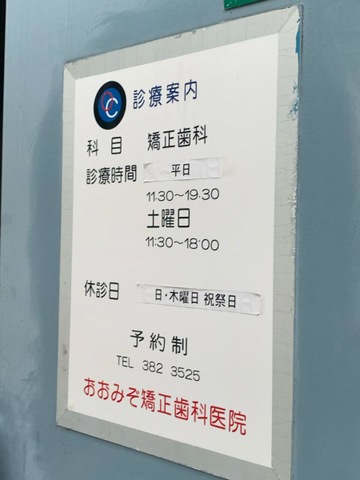 診療案内
科目 矯正歯科
診療時間 平日
11:30～19:30
土曜日
11:30～18:00
休診日 日・木曜日 祝祭日
予約制
TEL 382 3525
おおみぞ矯正歯科医院